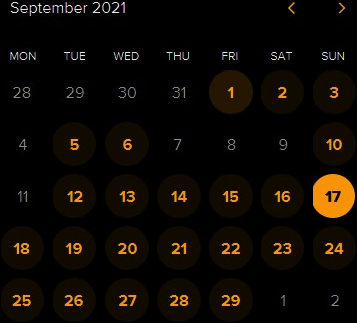 September 2021
MON TUE WED THU FRI SAT SUN
28 29 30 31 1 2 3
4 5 6 7 8 9 10
11 12 13 14 15 16 17
18 19 20 21 22 23 24
25 26 27 28 29 1 2